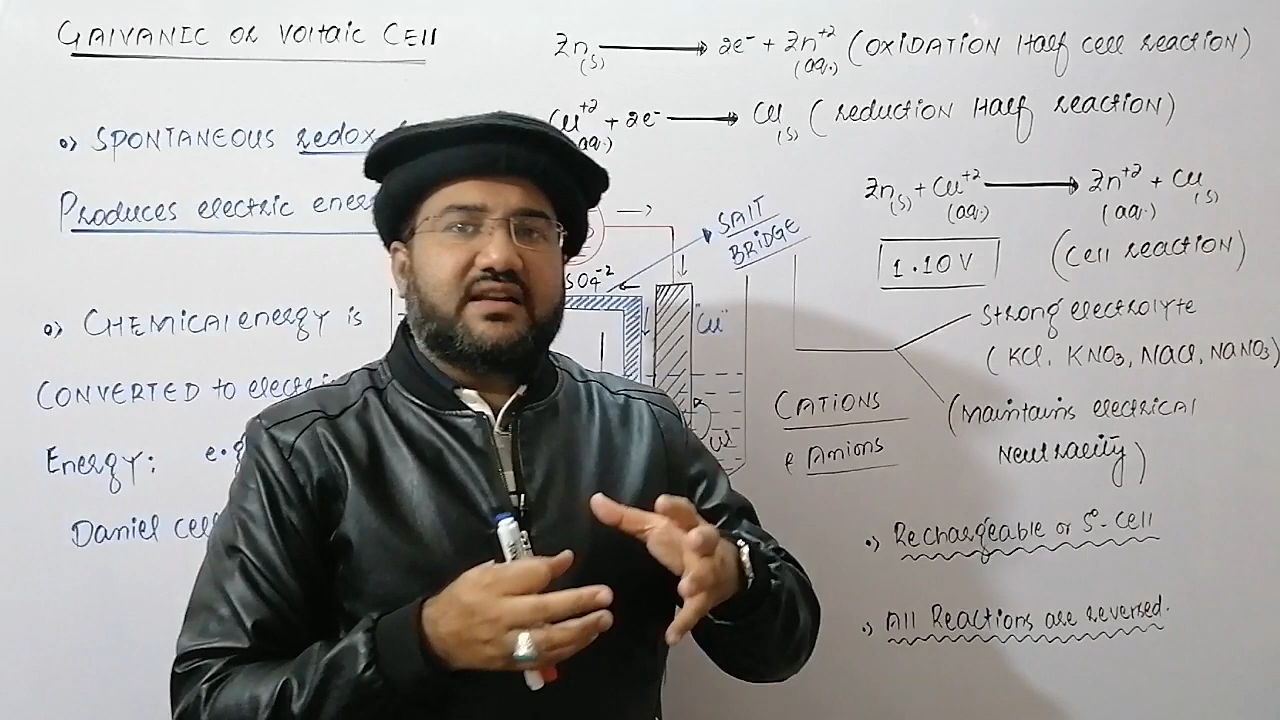 GALVANIC OR VOLTAIC CELL
•) SPONTANEOUS redox
Produces electric
•) CHEMICAL energy is
CONVERTED to
Energy; e.g
Daniel cell
Zn(s) → 2e⁻ + Zn⁺²(aq.) (OXIDATION Half cell reaction)
Cu⁺²(aq.) + 2e⁻ → Cu(s) (reduction Half reaction)
Zn(s) + Cu⁺²(aq.) → Zn⁺²(aq.) + Cu(s)
1.10 V (Cell reaction)
SALT
BRIDGE
SO₄⁻²
"Cu"
Strong electrolyte
(KCl, KNO₃, NaCl, NaNO₃)
CATIONS
& Anions
(Maintains electrical
Neutrality)
•) Rechargeable or S°-Cell
•) All Reactions are reversed.